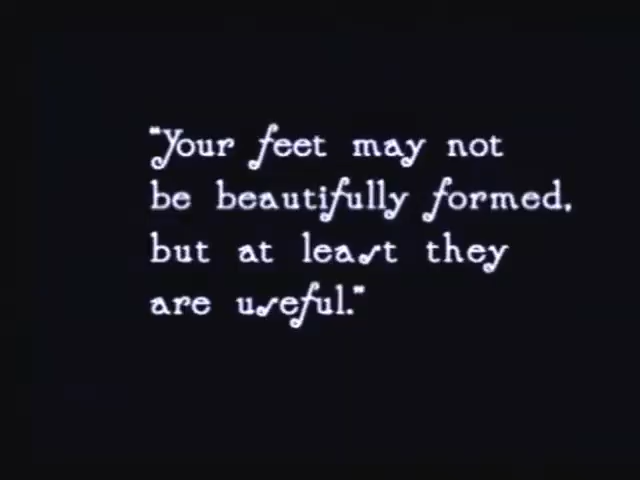 "Your feet may not
be beautifully formed,
but at least they
are useful."